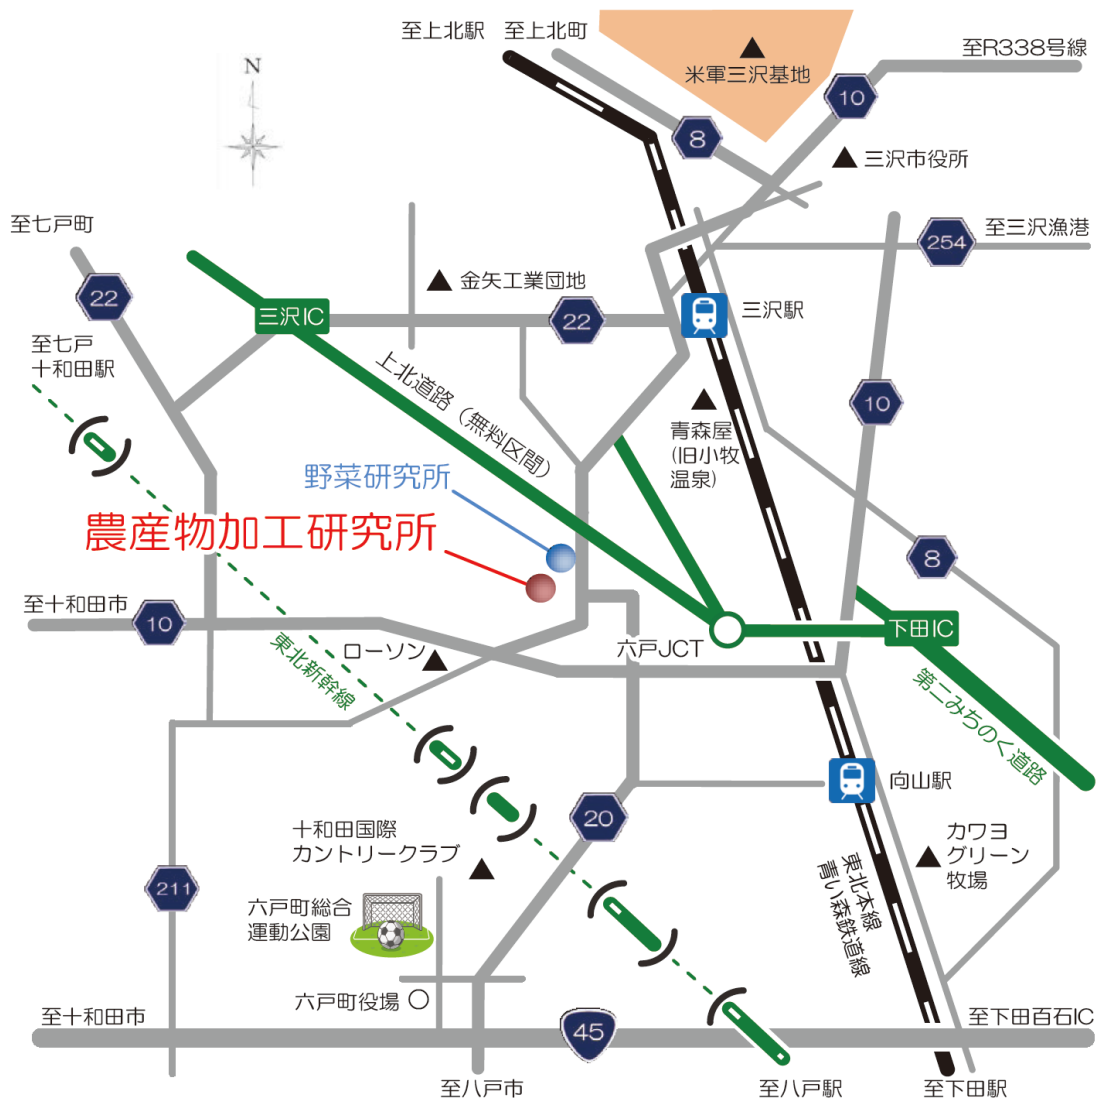 至上北駅
至上北町
至R338号線
米軍三沢基地
10
8
N
三沢市役所
至七戸町
至三沢漁港
254
金矢工業団地
22
三沢IC
22
三沢駅
至七戸
十和田駅
上北道路(無料区間)
10
青森屋
(旧小牧
温泉)
野菜研究所
農産物加工研究所
8
至十和田市
10
下田IC
六戸JCT
ローソン
東北新幹線
第二みちのく道路
向山駅
20
十和田国際
カントリークラブ
カワヨ
グリーン
牧場
211
東北本線
青い森鉄道線
六戸町総合
運動公園
六戸町役場
至十和田市
45
至下田百石IC
至八戸市
至八戸駅
至下田駅